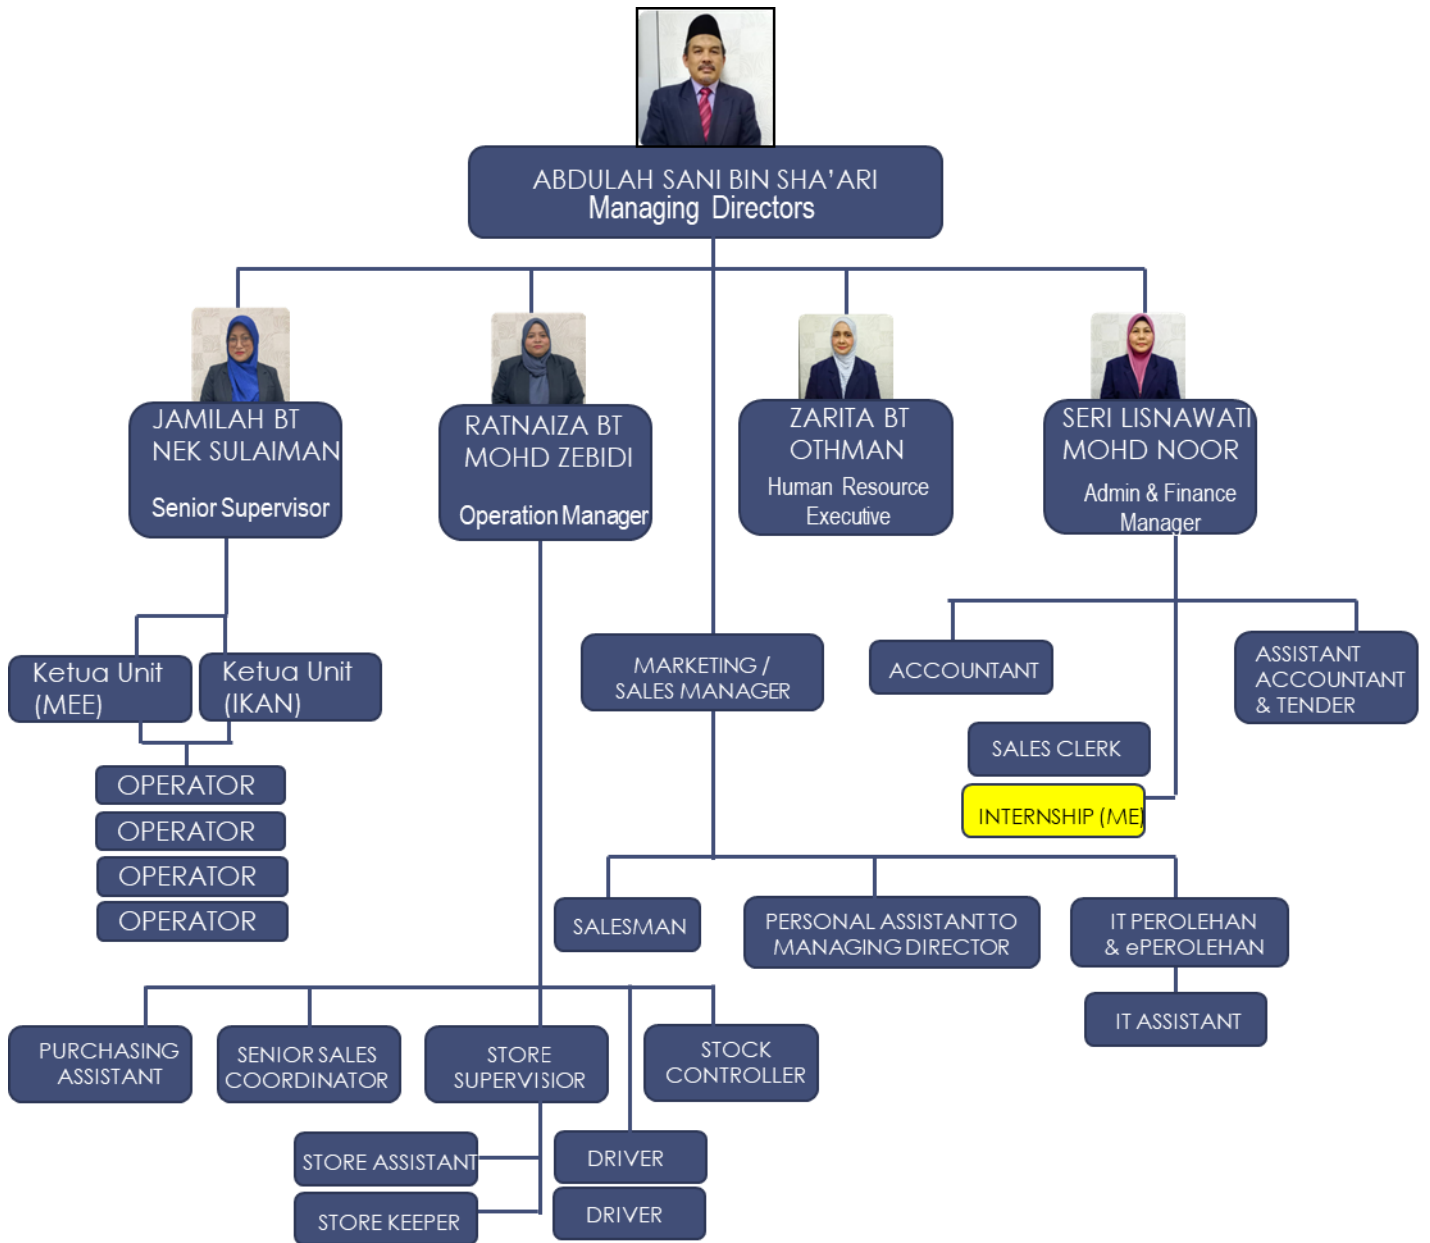 ABDULAH SANI BIN SHA'ARI
Managing Directors
JAMILAH BT
NEK SULAIMAN
Senior Supervisor
RATNAIZA BT
MOHD ZEBIDI
Operation Manager
ZARITA BT
OTHMAN
Human Resource
Executive
SERI LISNAWATI
MOHD NOOR
Admin & Finance
Manager
Ketua Unit
(MEE)
Ketua Unit
(IKAN)
OPERATOR
OPERATOR
OPERATOR
OPERATOR
MARKETING /
SALES MANAGER
ACCOUNTANT
ASSISTANT
ACCOUNTANT
& TENDER
SALES CLERK
INTERNSHIP (ME)
SALESMAN
PERSONAL ASSISTANT TO
MANAGING DIRECTOR
IT PEROLEHAN
& ePEROLEHAN
IT ASSISTANT
PURCHASING
ASSISTANT
SENIOR SALES
COORDINATOR
STORE
SUPERVISIOR
STOCK
CONTROLLER
STORE ASSISTANT
STORE KEEPER
DRIVER
DRIVER